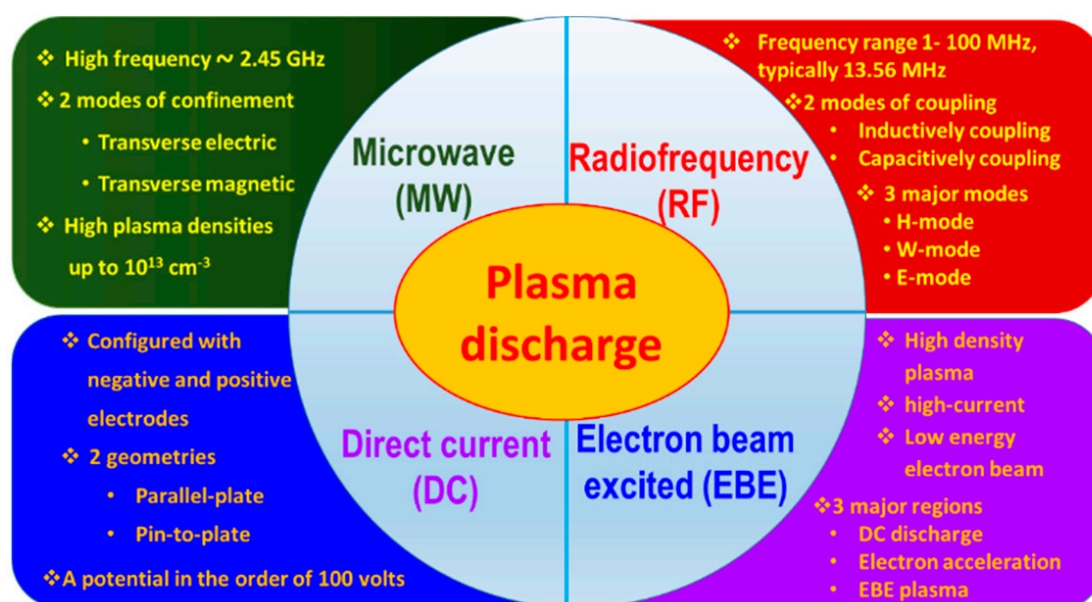 ❖ High frequency ~ 2.45 GHz
❖ 2 modes of confinement
• Transverse electric
• Transverse magnetic
❖ High plasma densities
up to 10¹³ cm⁻³
Microwave
(MW)
Radiofrequency
(RF)
❖ Frequency range 1- 100 MHz,
typically 13.56 MHz
❖2 modes of coupling
• Inductively coupling
• Capacitively coupling
❖ 3 major modes
• H-mode
• W-mode
• E-mode
Plasma
discharge
❖ Configured with
negative and positive
electrodes
❖ 2 geometries
• Parallel-plate
• Pin-to-plate
❖A potential in the order of 100 volts
Direct current
(DC)
Electron beam
excited (EBE)
❖ High density
plasma
❖ high-current
❖ Low energy
electron beam
❖3 major regions
• DC discharge
• Electron acceleration
• EBE plasma